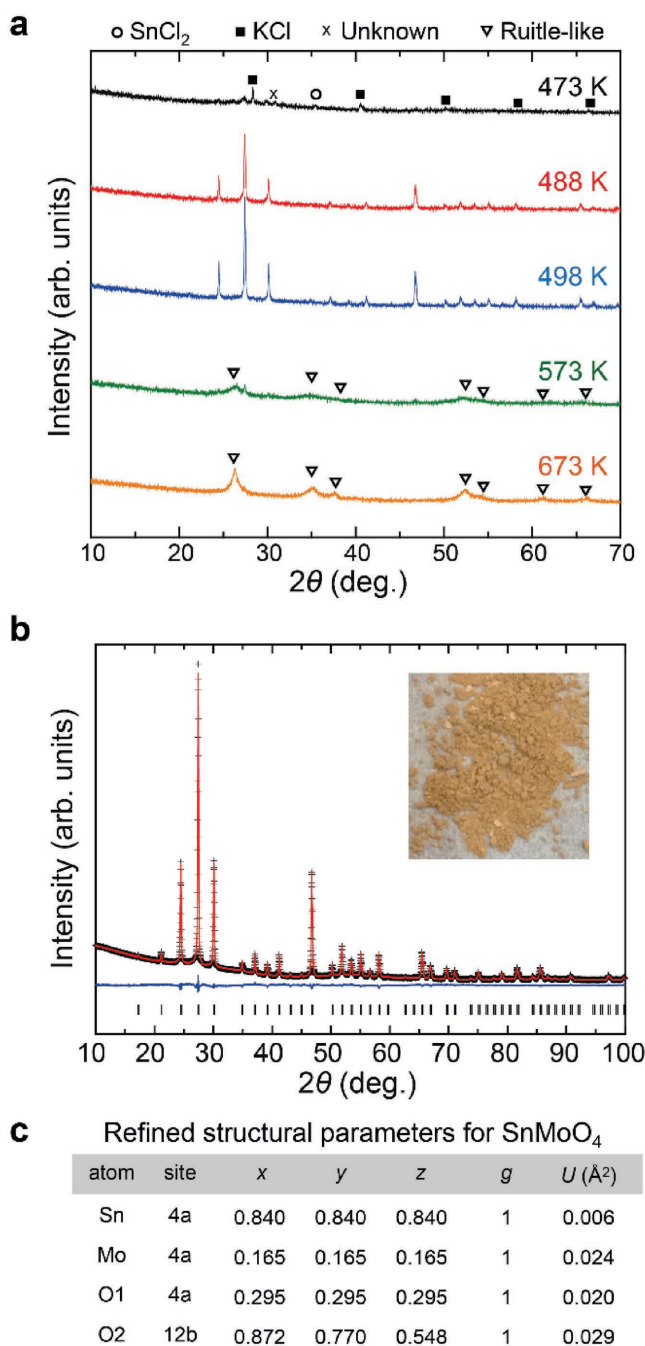 a
○ SnCl₂ ■ KCl × Unknown ▽ Ruitle-like
473 K
488 K
498 K
573 K
673 K
Intensity (arb. units)
10 20 30 40 50 60 70
2θ (deg.)
b
Intensity (arb. units)
10 20 30 40 50 60 70 80 90 100
2θ (deg.)
c Refined structural parameters for SnMoO₄
atom site x y z g U (Å²)
Sn 4a 0.840 0.840 0.840 1 0.006
Mo 4a 0.165 0.165 0.165 1 0.024
O1 4a 0.295 0.295 0.295 1 0.020
O2 12b 0.872 0.770 0.548 1 0.029